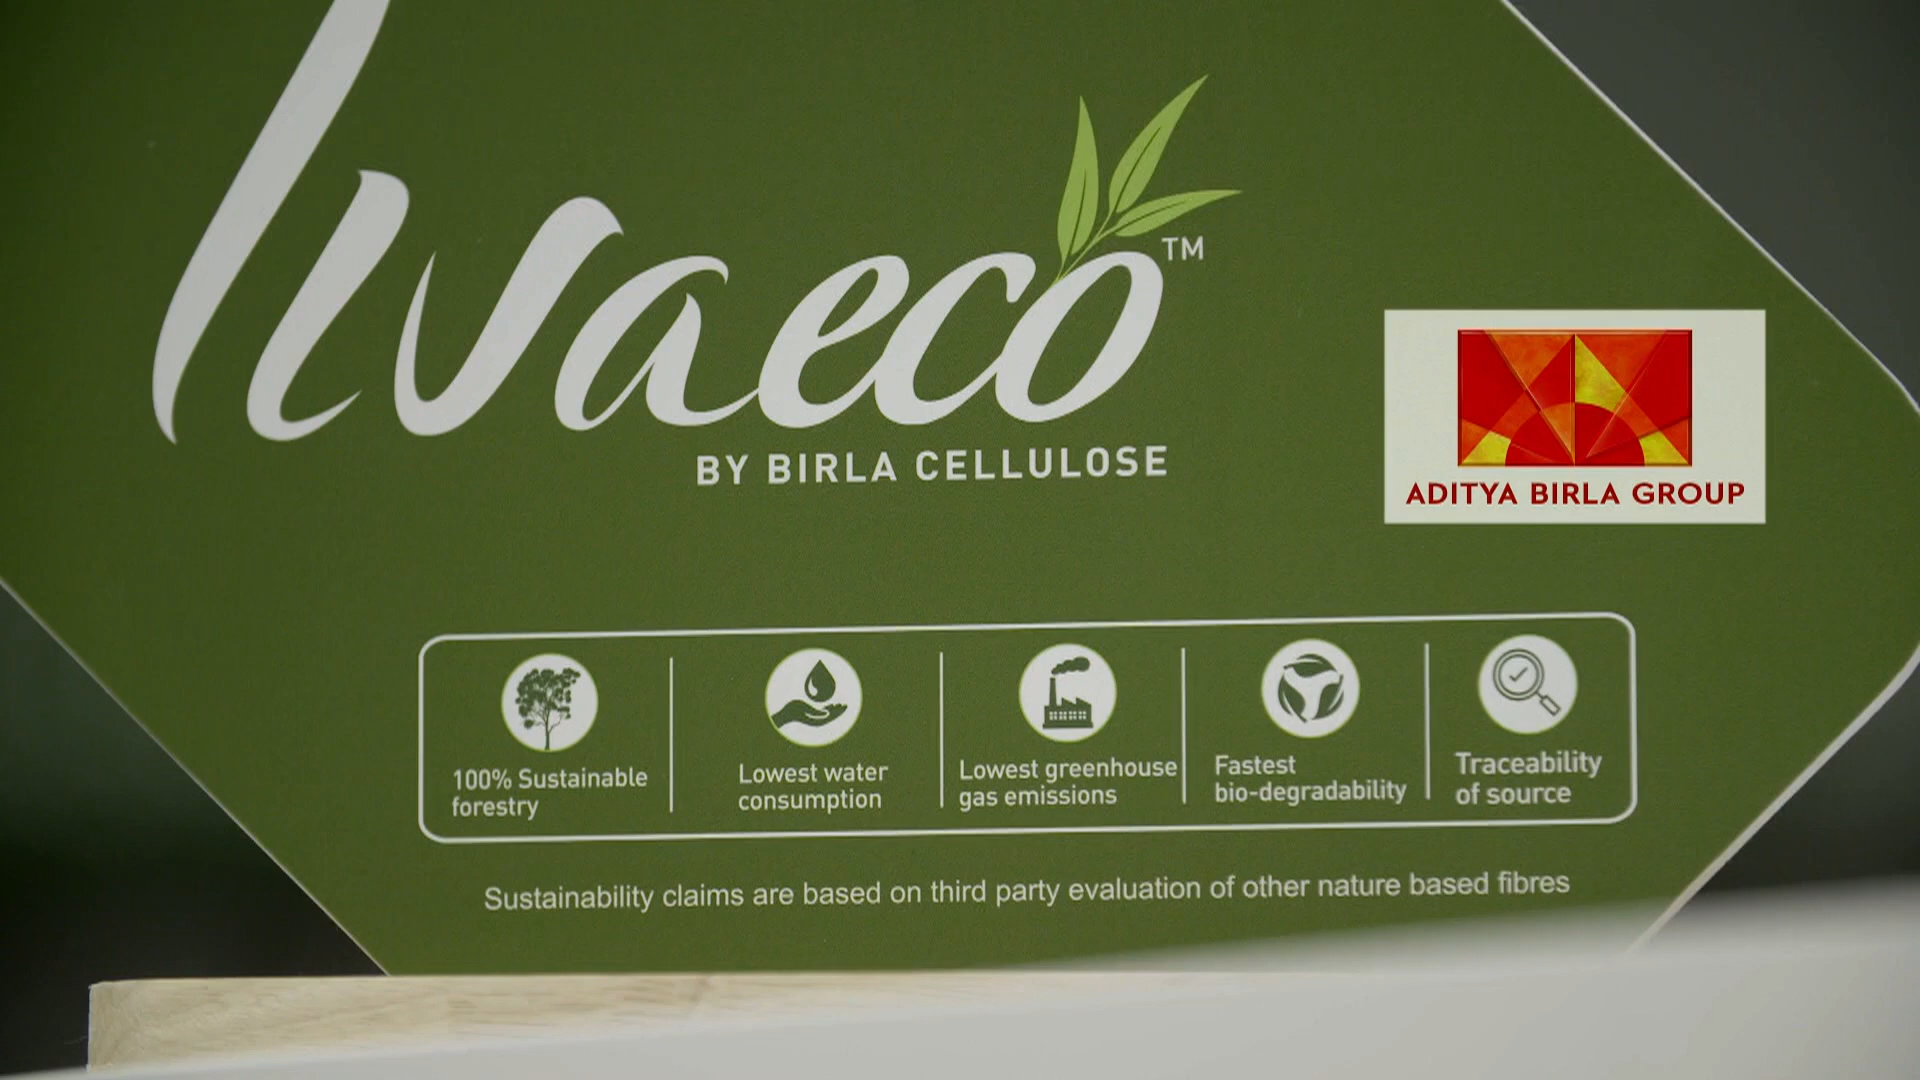 Livaeco™
BY BIRLA CELLULOSE
ADITYA BIRLA GROUP
100% Sustainable
forestry
Lowest water
consumption
Lowest greenhouse
gas emissions
Fastest
bio-degradability
Traceability
of source
Sustainability claims are based on third party evaluation of other nature based fibres